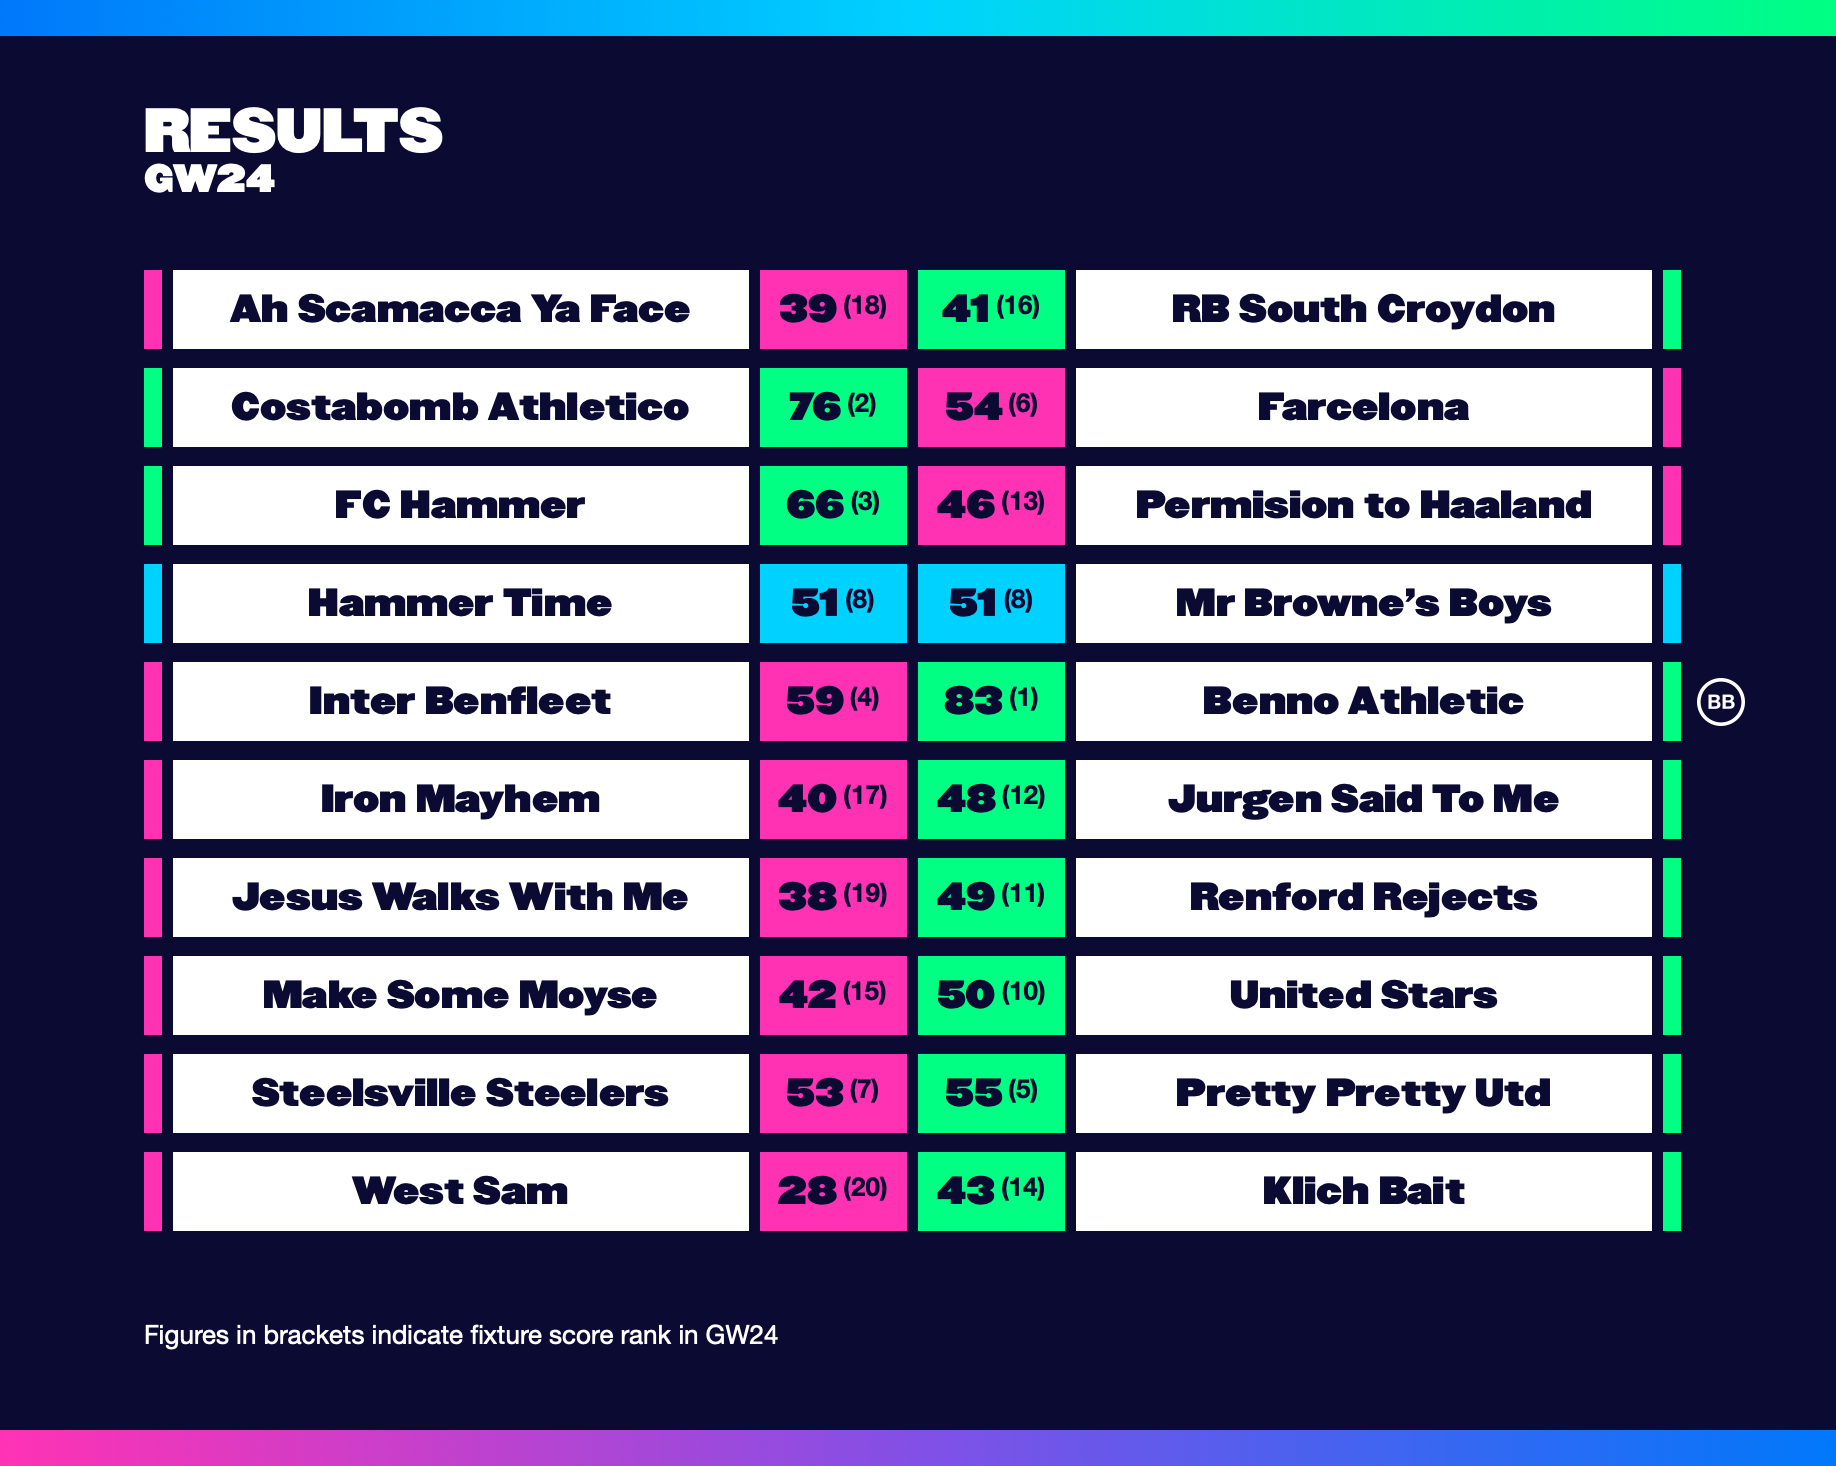 RESULTS
GW24
Ah Scamacca Ya Face 39 (18) 41 (16) RB South Croydon
Costabomb Athletico 76 (2) 54 (6) Farcelona
FC Hammer 66 (3) 46 (13) Permision to Haaland
Hammer Time 51 (8) 51 (8) Mr Browne’s Boys
Inter Benfleet 59 (4) 83 (1) Benno Athletic BB
Iron Mayhem 40 (17) 48 (12) Jurgen Said To Me
Jesus Walks With Me 38 (19) 49 (11) Renford Rejects
Make Some Moyse 42 (15) 50 (10) United Stars
Steelsville Steelers 53 (7) 55 (5) Pretty Pretty Utd
West Sam 28 (20) 43 (14) Klich Bait
Figures in brackets indicate fixture score rank in GW24